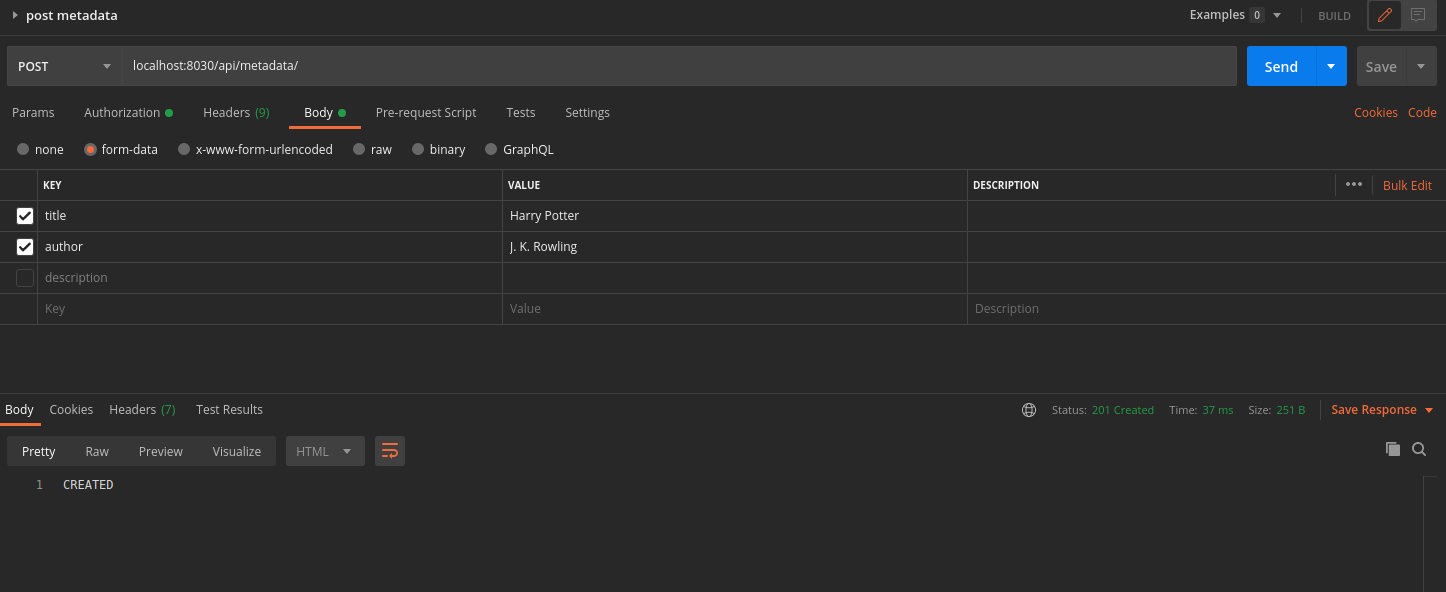 post metadata Examples 0 BUILD
POST localhost:8030/api/metadata/ Send Save
Params Authorization Headers (9) Body Pre-request Script Tests Settings Cookies Code
none form-data x-www-form-urlencoded raw binary GraphQL
KEY VALUE DESCRIPTION ••• Bulk Edit
title Harry Potter
author J. K. Rowling
description
Key Value Description
Body Cookies Headers (7) Test Results Status: 201 Created Time: 37 ms Size: 251 B Save Response
Pretty Raw Preview Visualize HTML
1 CREATED